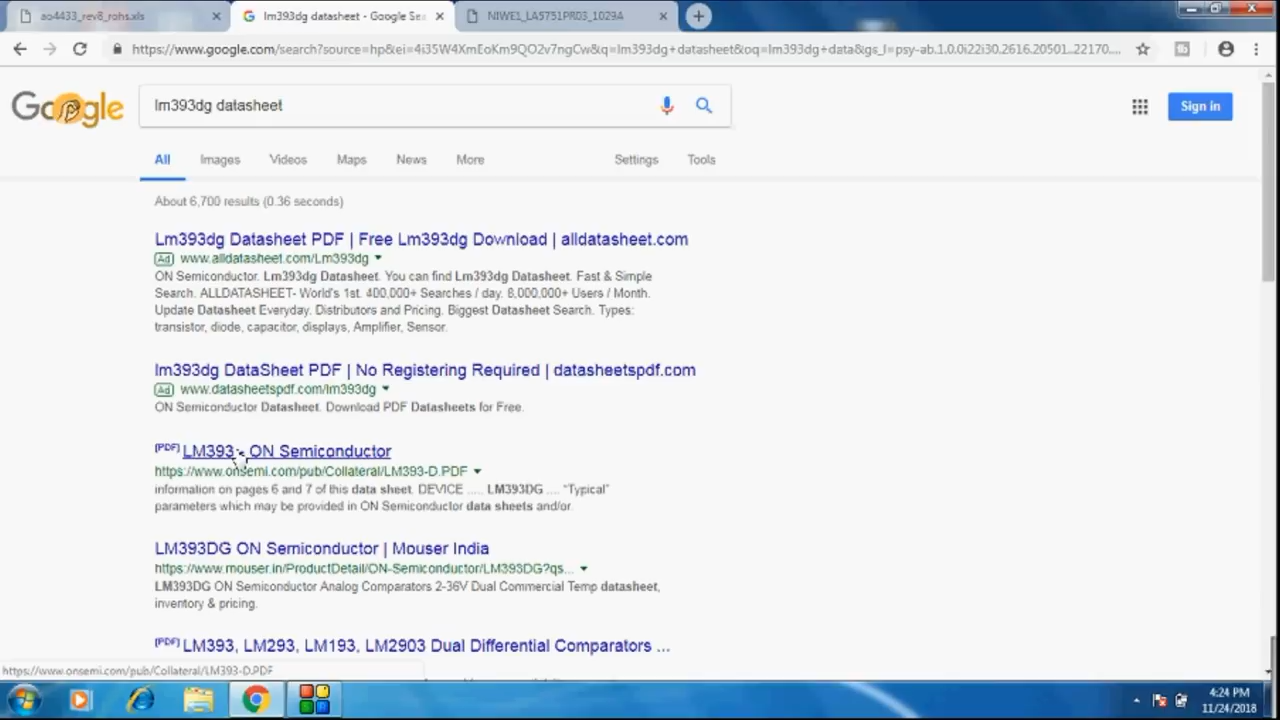 ao4433_rev8_rohs.xls
lm393dg datasheet - Google Sea
NIWE1_LA5751PR03_1029A
https://www.google.com/search?source=hp&ei=4i35W4XmEoKm9QO2v7ngCw&q=lm393dg+datasheet&oq=lm393dg+data&gs_l=psy-ab.1.0.0i22i30.2616.20501..22170....
Google
lm393dg datasheet
Sign in
All Images Videos Maps News More Settings Tools
About 6,700 results (0.36 seconds)
Lm393dg Datasheet PDF | Free Lm393dg Download | alldatasheet.com
Ad www.alldatasheet.com/Lm393dg
ON Semiconductor. Lm393dg Datasheet. You can find Lm393dg Datasheet. Fast & Simple
Search. ALLDATASHEET- World's 1st. 400,000+ Searches / day. 8,000,000+ Users / Month.
Update Datasheet Everyday. Distributors and Pricing. Biggest Datasheet Search. Types:
transistor, diode, capacitor, displays, Amplifier, Sensor.
lm393dg DataSheet PDF | No Registering Required | datasheetspdf.com
Ad www.datasheetspdf.com/lm393dg
ON Semiconductor Datasheet. Download PDF Datasheets for Free.
[PDF] LM393 - ON Semiconductor
https://www.onsemi.com/pub/Collateral/LM393-D.PDF
information on pages 6 and 7 of this data sheet. DEVICE ..... LM393DG .... “Typical”
parameters which may be provided in ON Semiconductor data sheets and/or
LM393DG ON Semiconductor | Mouser India
https://www.mouser.in/ProductDetail/ON-Semiconductor/LM393DG?qs...
LM393DG ON Semiconductor Analog Comparators 2-36V Dual Commercial Temp datasheet,
inventory & pricing.
[PDF] LM393, LM293, LM193, LM2903 Dual Differential Comparators ...
https://www.onsemi.com/pub/Collateral/LM393-D.PDF
4:24 PM
11/24/2018